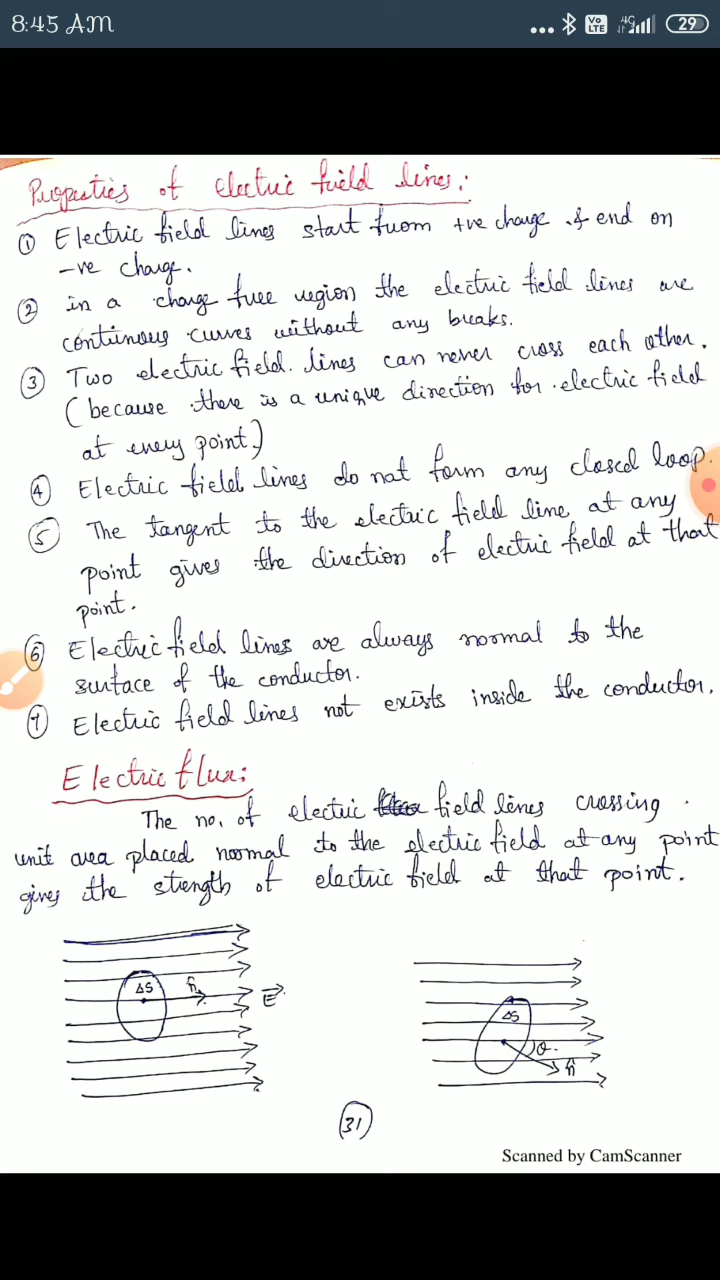 8:45 AM
Vo LTE 4G 29
Properties of electric field lines:
① Electric field lines start from +ve charge & end on
-ve charge.
② in a charge free region the electric field lines are
continuous curves without any breaks.
③ Two electric field lines can never cross each other.
(because there is a unique direction for electric field
at every point)
④ Electric field lines do not form any closed loop.
⑤ The tangent to the electric field line at any
point gives the direction of electric field at that
point.
⑥ Electric field lines are always normal to the
surface of the conductor.
⑦ Electric field lines not exists inside the conductor.
Electric flux:
The no. of electric field lines crossing
unit area placed normal to the electric field at any point
gives the strength of electric field at that point.
ΔS n̂ E⃗
ΔS θ n̂
31
Scanned by CamScanner